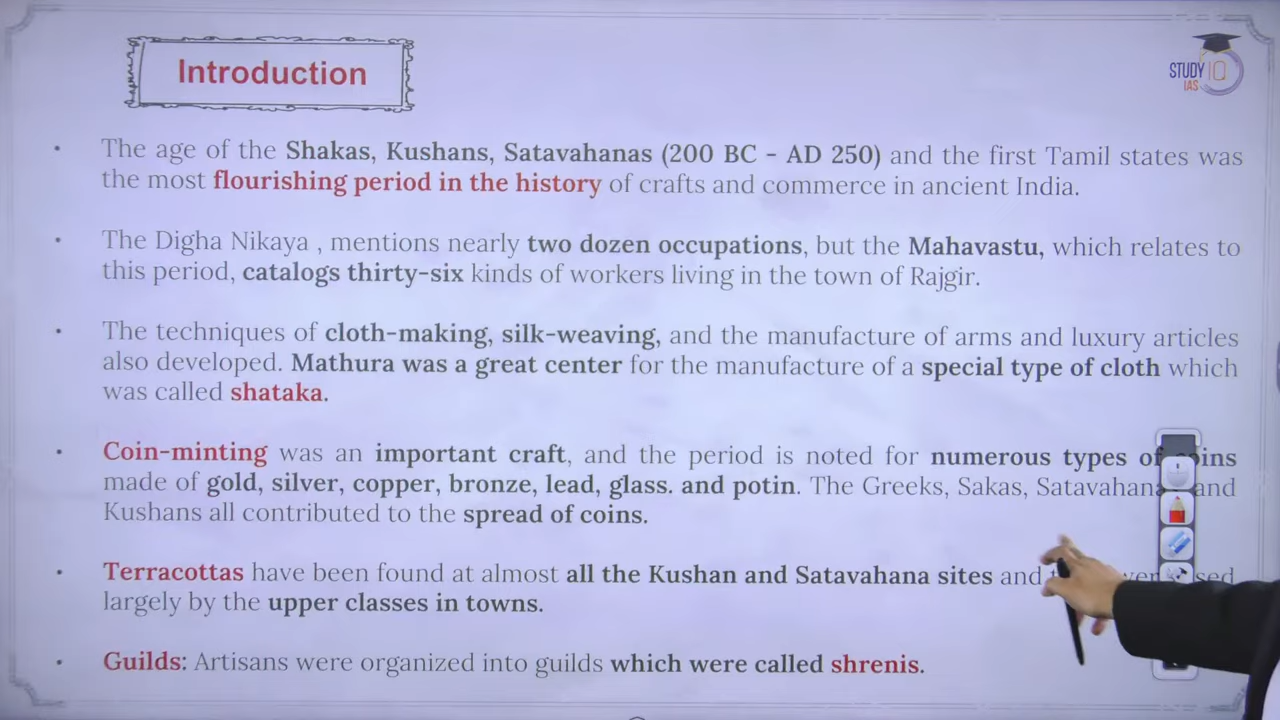 Introduction
STUDY IQ
IAS
• The age of the Shakas, Kushans, Satavahanas (200 BC – AD 250) and the first Tamil states was
the most flourishing period in the history of crafts and commerce in ancient India.
• The Digha Nikaya , mentions nearly two dozen occupations, but the Mahavastu, which relates to
this period, catalogs thirty-six kinds of workers living in the town of Rajgir.
• The techniques of cloth-making, silk-weaving, and the manufacture of arms and luxury articles
also developed. Mathura was a great center for the manufacture of a special type of cloth which
was called shataka.
• Coin-minting was an important craft, and the period is noted for numerous types of
made of gold, silver, copper, bronze, lead, glass. and potin. The Greeks, Sakas, and
Kushans all contributed to the spread of coins.
• Terracottas have been found at almost all the Kushan and Satavahana sites and
largely by the upper classes in towns.
• Guilds: Artisans were organized into guilds which were called shrenis.